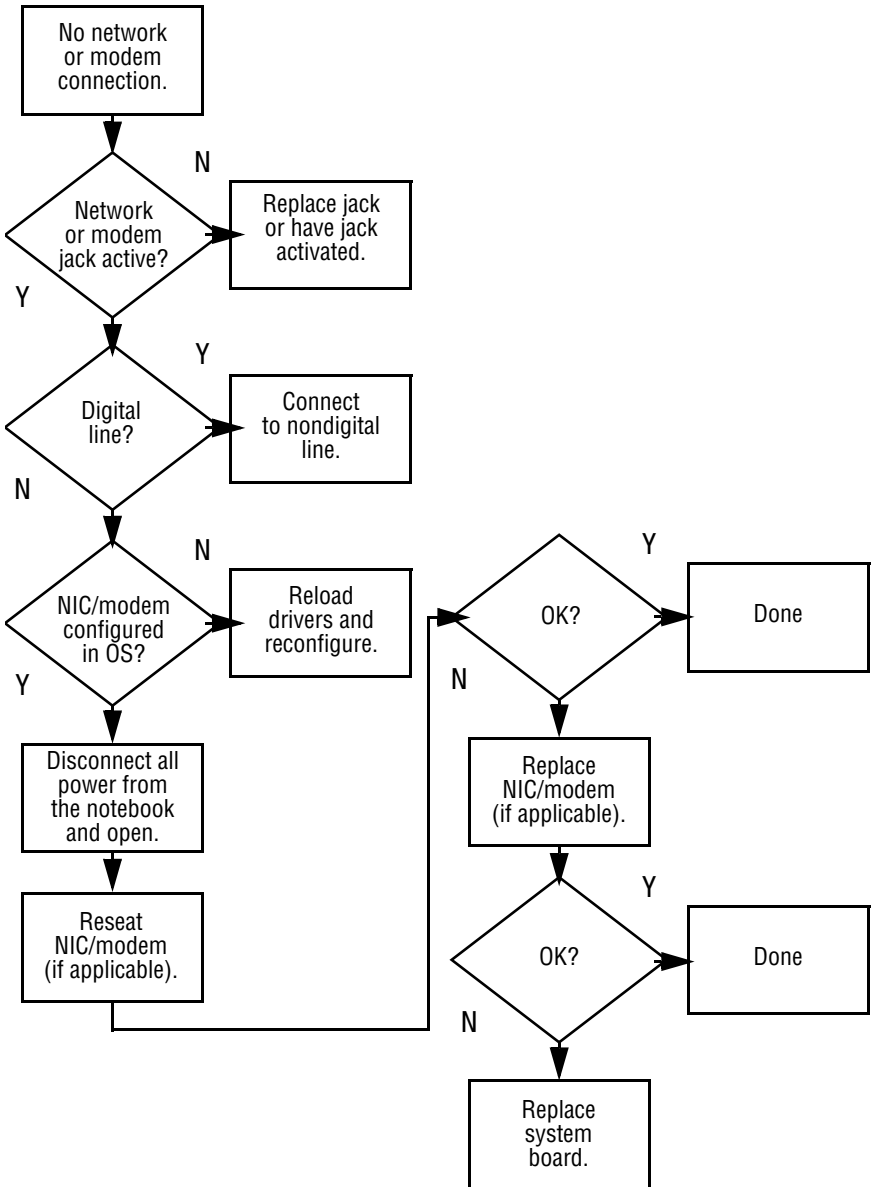 No network
or modem
connection.
N
Network
or modem
jack active?
Replace jack
or have jack
activated.
Y
Y
Digital
line?
Connect
to nondigital
line.
N
N
NIC/modem
configured
in OS?
Reload
drivers and
reconfigure.
Y
Disconnect all
power from
the notebook
and open.
Reseat
NIC/modem
(if applicable).
Y
OK?
Done
N
Replace
NIC/modem
(if applicable).
Y
OK?
Done
N
Replace
system
board.